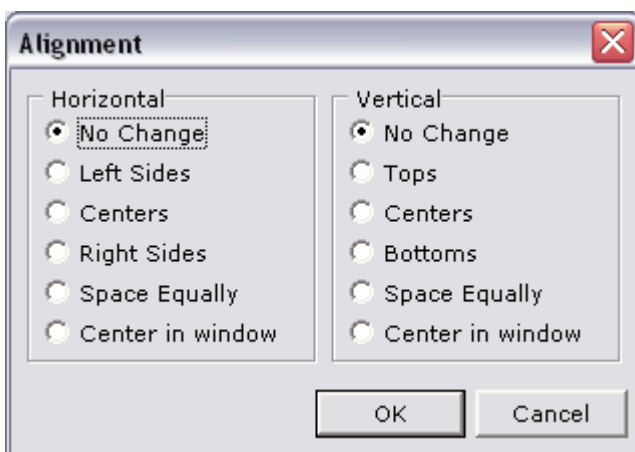 Alignment
Horizontal
No Change
Left Sides
Centers
Right Sides
Space Equally
Center in window
Vertical
No Change
Tops
Centers
Bottoms
Space Equally
Center in window
OK
Cancel